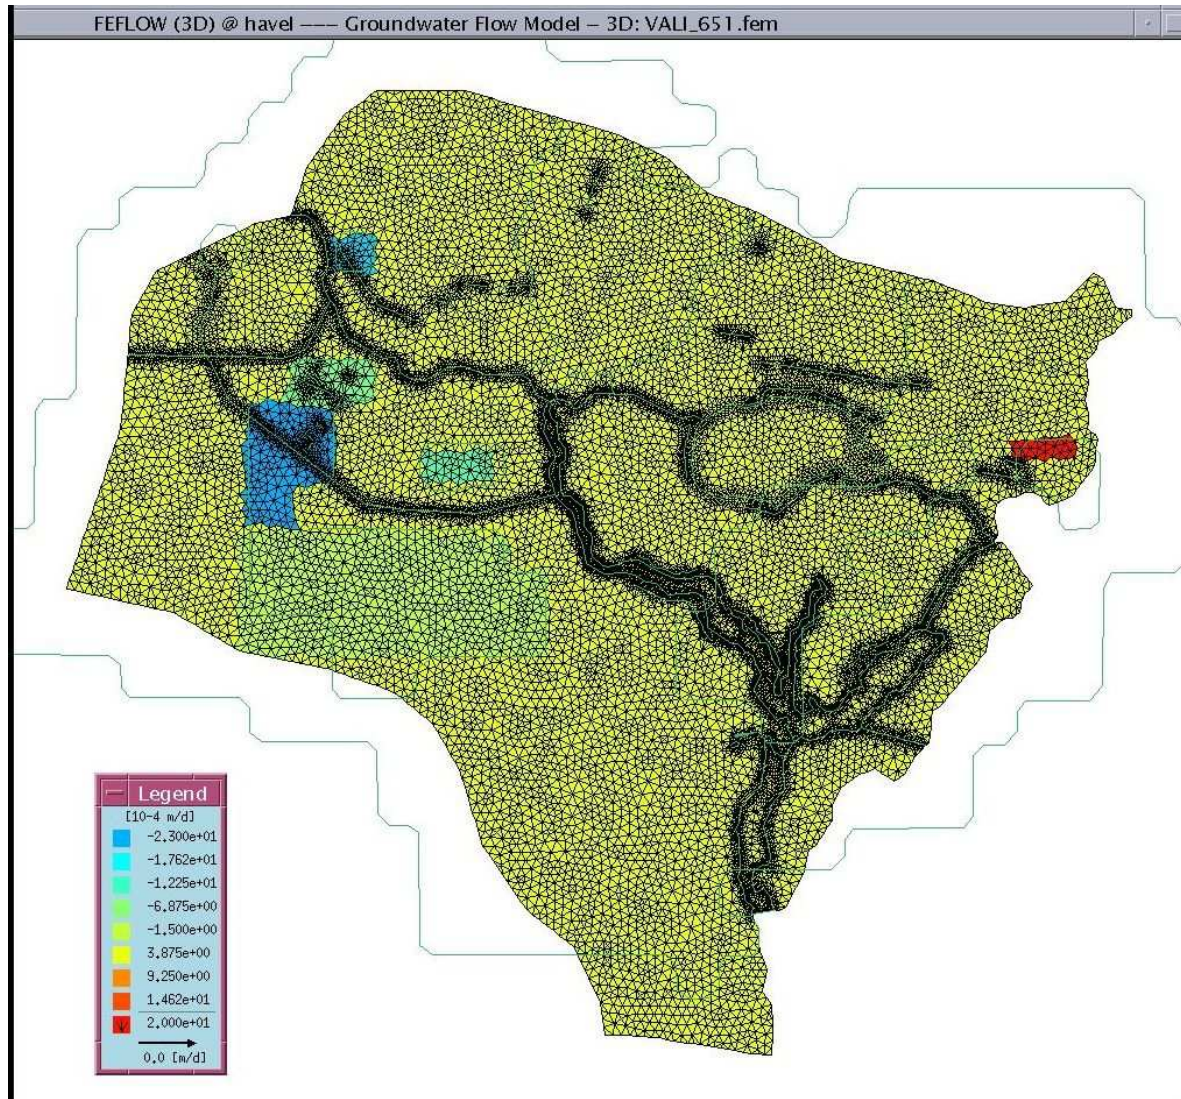 FEFLOW (3D) @ havel --- Groundwater Flow Model - 3D: VALI_651.fem
Legend
[10-4 m/d]
-2.300e+01
-1.762e+01
-1.225e+01
-6.875e+00
-1.500e+00
3.875e+00
9.250e+00
1.462e+01
2.000e+01
0.0 [m/d]